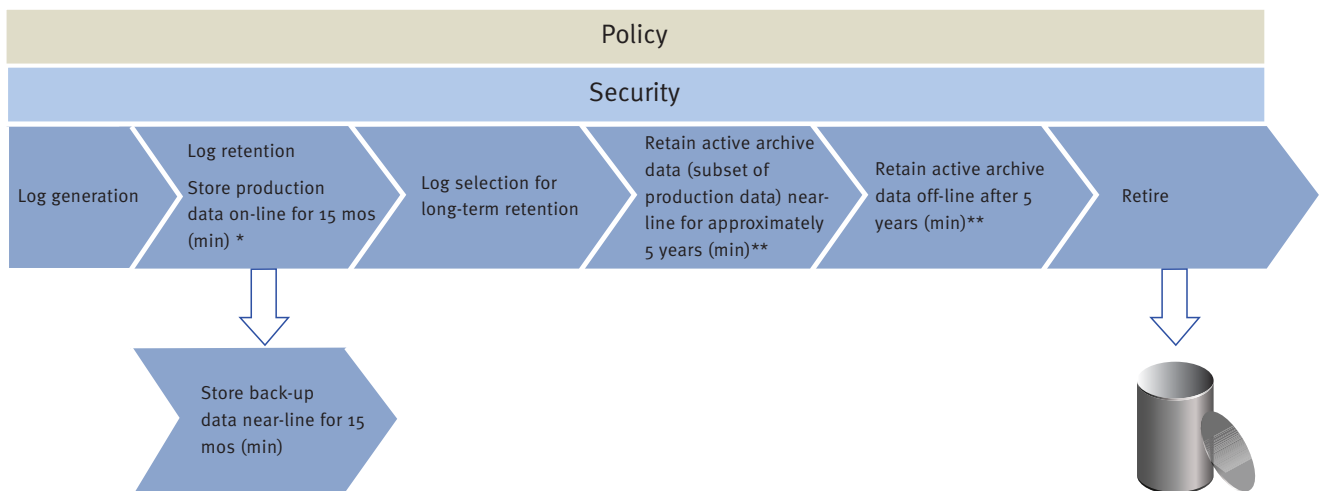 Policy
Security
Log generation
Log retention
Store production
data on-line for 15 mos
(min) *
Log selection for
long-term retention
Retain active archive
data (subset of
production data) near-
line for approximately
5 years (min)**
Retain active archive
data off-line after 5
years (min)**
Retire
Store back-up
data near-line for 15
mos (min)